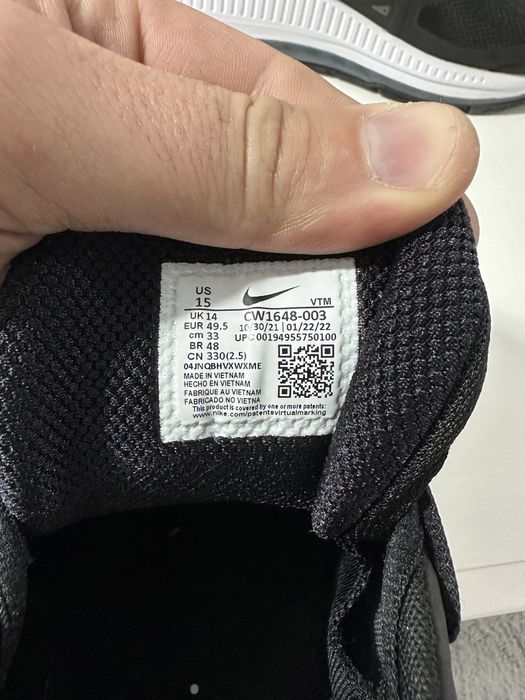 US
15 VTM
UK 14 CW1648-003
EUR 49.5 10/30/21 | 01/22/22
cm 33 UPC 00194955750100
BR 48
CN 330(2.5)
04JNQBHVXWXME
MADE IN VIETNAM
HECHO EN VIETNAM
FABRIQUE AU VIETNAM
FABRICADO NO VIETNA
This product is covered by one or more patents:
www.nike.com/patentsvirtualmarking